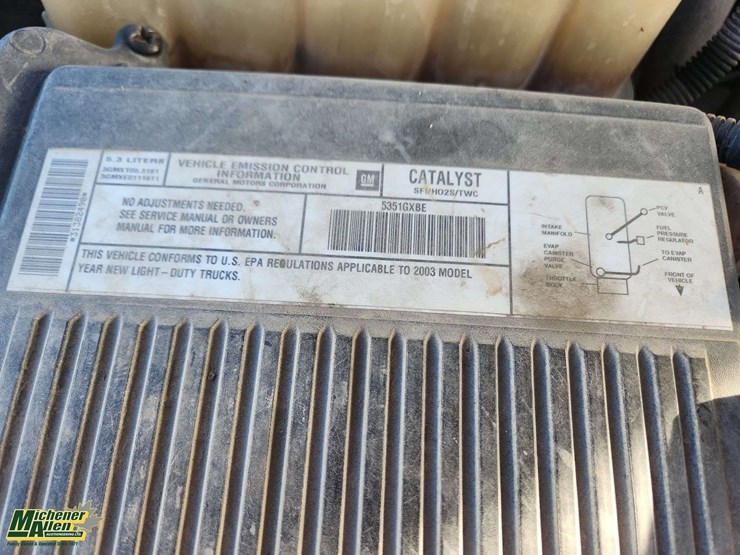 5.3 LITERS
VEHICLE EMISSION CONTROL
INFORMATION
GENERAL MOTORS CORPORATION
GM
CATALYST
SFI/HO2S/TWC
NO ADJUSTMENTS NEEDED.
SEE SERVICE MANUAL OR OWNERS
MANUAL FOR MORE INFORMATION.
5351GXBE
THIS VEHICLE CONFORMS TO U.S. EPA REGULATIONS APPLICABLE TO 2003 MODEL
YEAR NEW LIGHT-DUTY TRUCKS.
A
PCV
VALVE
INTAKE
MANIFOLD
FUEL
PRESSURE
REGULATOR
EVAP
CANISTER
PURGE
VALVE
TO EVAP
CANISTER
THROTTLE
BODY
FRONT OF
VEHICLE
Michener
Allen
AUCTIONEERING LTD.